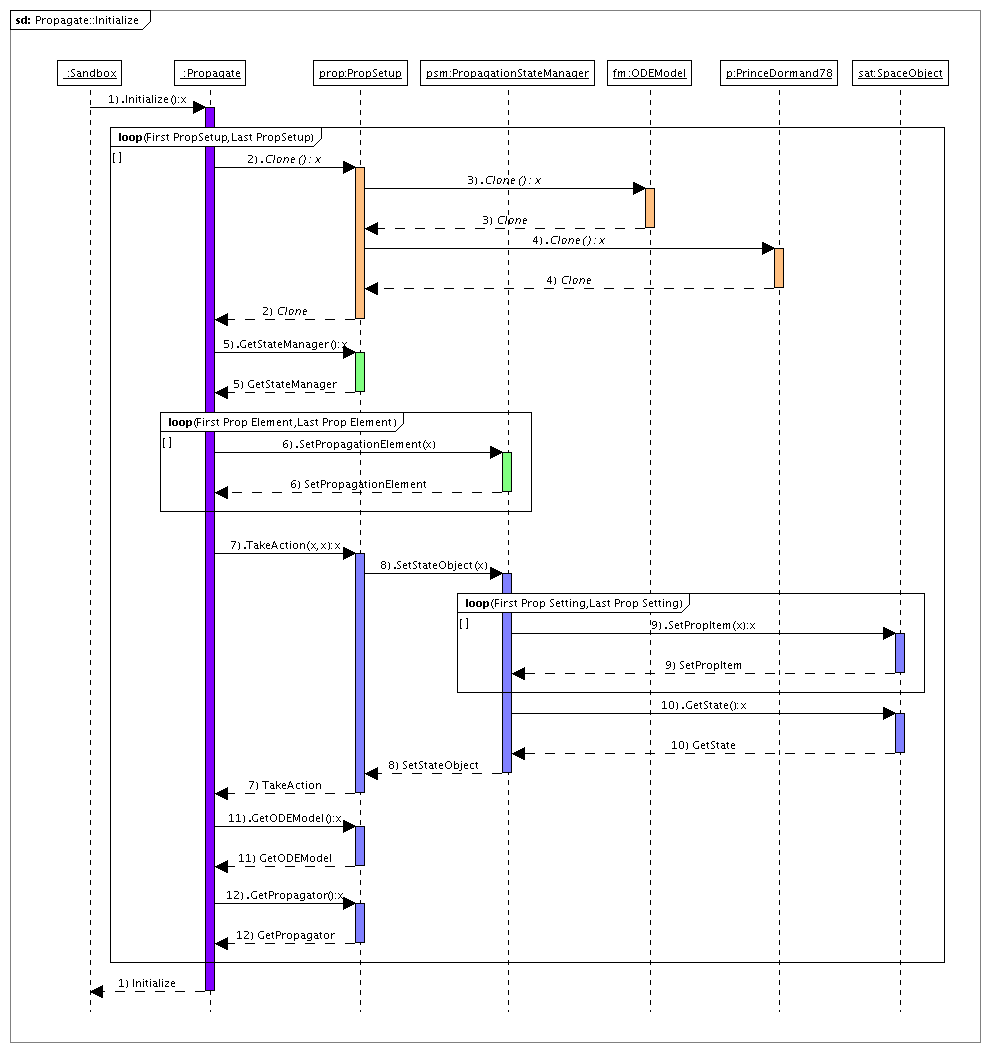 sd: Propagate::Initialize
_:Sandbox
_:Propagate
prop:PropSetup
psm:PropagationStateManager
fm:ODEModel
p:PrinceDormand78
sat:SpaceObject
1).Initialize():x
loop(First PropSetup,Last PropSetup)
[ ]
2).Clone():x
3).Clone():x
3) Clone
4).Clone():x
4) Clone
2) Clone
5).GetStateManager():x
5) GetStateManager
loop(First Prop Element,Last Prop Element)
[ ]
6).SetPropagationElement(x)
6) SetPropagationElement
7).TakeAction(x,x):x
8).SetStateObject(x)
loop(First Prop Setting,Last Prop Setting)
[ ]
9).SetPropItem(x):x
9) SetPropItem
10).GetState():x
10) GetState
8) SetStateObject
7) TakeAction
11).GetODEModel():x
11) GetODEModel
12).GetPropagator():x
12) GetPropagator
1) Initialize